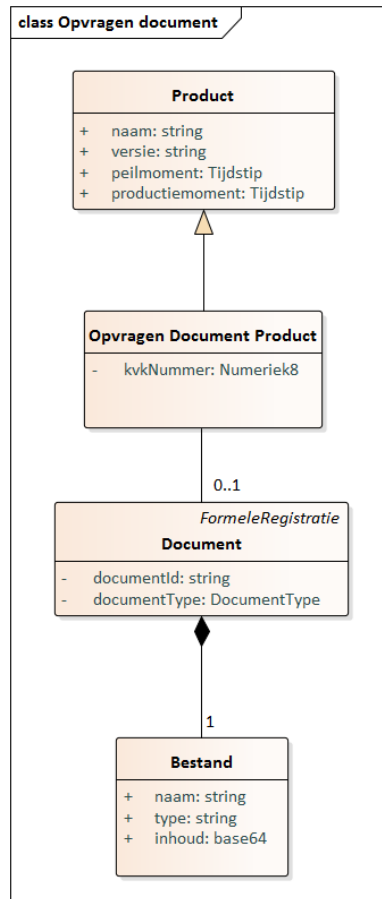 class Opvragen document
Product
+ naam: string
+ versie: string
+ peilmoment: Tijdstip
+ productiemoment: Tijdstip
Opvragen Document Product
- kvkNummer: Numeriek8
0..1
FormeleRegistratie
Document
- documentId: string
- documentType: DocumentType
1
Bestand
+ naam: string
+ type: string
+ inhoud: base64